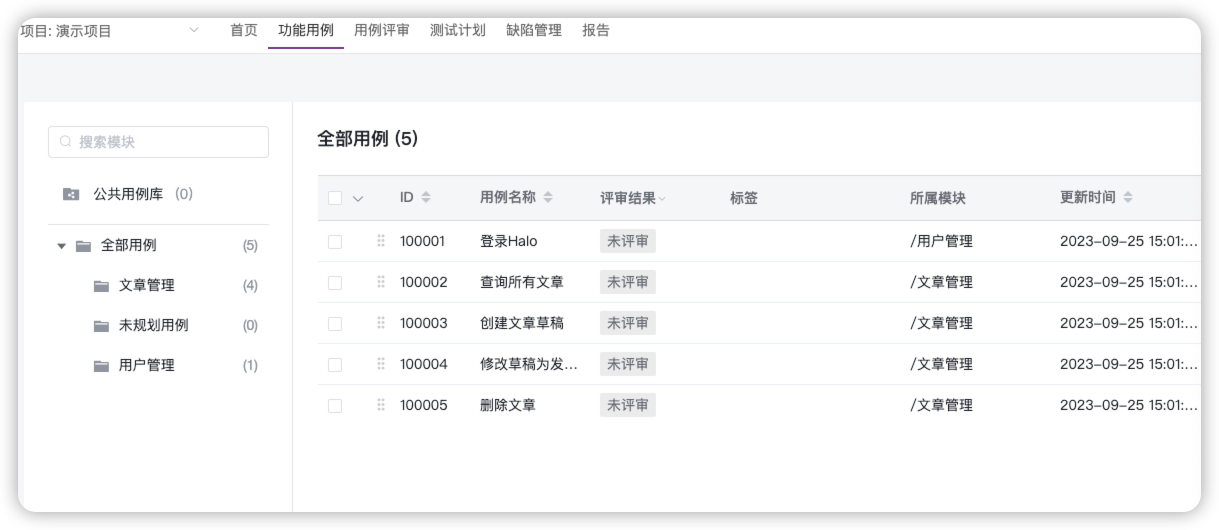 项目: 演示项目 首页 功能用例 用例评审 测试计划 缺陷管理 报告
搜索模块
公共用例库 (0)
全部用例 (5)
文章管理 (4)
未规划用例 (0)
用户管理 (1)
全部用例 (5)
ID 用例名称 评审结果 标签 所属模块 更新时间
100001 登录Halo 未评审 /用户管理 2023-09-25 15:01:...
100002 查询所有文章 未评审 /文章管理 2023-09-25 15:01:...
100003 创建文章草稿 未评审 /文章管理 2023-09-25 15:01:...
100004 修改草稿为发... 未评审 /文章管理 2023-09-25 15:01:...
100005 删除文章 未评审 /文章管理 2023-09-25 15:01:...